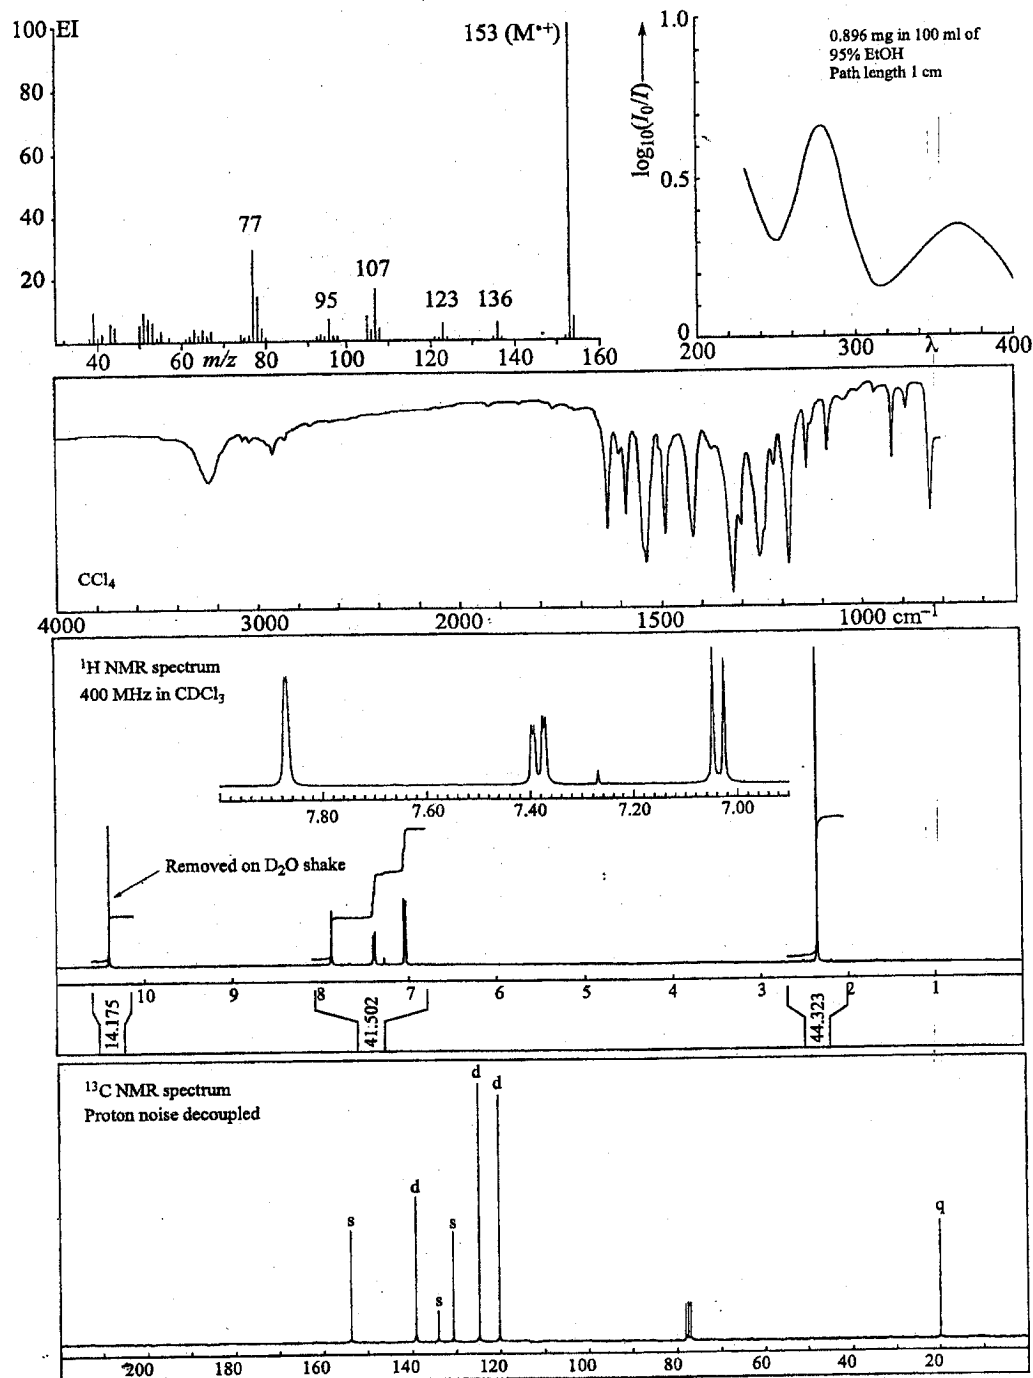 100 EI
80
60
40
20
153 (M•+)
77
107
95
123
136
40
60
m/z
80
100
120
140
160
log10(I0/I)
1.0
0.5
0
200
300
λ
400
0.896 mg in 100 ml of
95% EtOH
Path length 1 cm
CCl4
4000
3000
2000
1500
1000 cm–1
1H NMR spectrum
400 MHz in CDCl3
7.80
7.60
7.40
7.20
7.00
Removed on D2O shake
10
9
8
7
6
5
4
3
2
1
14.175
41.502
44.323
13C NMR spectrum
Proton noise decoupled
s
d
s
s
d
d
q
200
180
160
140
120
100
80
60
40
20